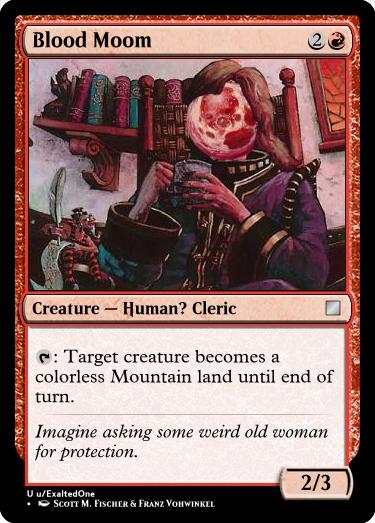 Blood Moom 2
Creature — Human? Cleric
: Target creature becomes a
colorless Mountain land until end of
turn.
Imagine asking some weird old woman
for protection.
2/3
U u/ExaltedOne
• Scott M. Fischer & Franz Vohwinkel